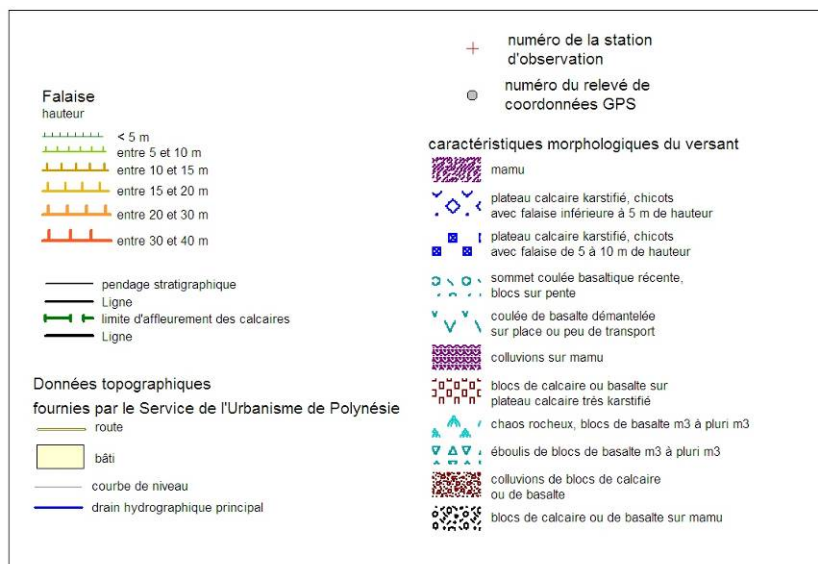 Falaise
hauteur
< 5 m
entre 5 et 10 m
entre 10 et 15 m
entre 15 et 20 m
entre 20 et 30 m
entre 30 et 40 m
pendage stratigraphique
Ligne
limite d'affleurement des calcaires
Ligne
Données topographiques
fournies par le Service de l'Urbanisme de Polynésie
route
bâti
courbe de niveau
drain hydrographique principal
numéro de la station
d'observation
numéro du relevé de
coordonnées GPS
caractéristiques morphologiques du versant
mamu
plateau calcaire karstifié, chicots
avec falaise inférieure à 5 m de hauteur
plateau calcaire karstifié, chicots
avec falaise de 5 à 10 m de hauteur
sommet coulée basaltique récente,
blocs sur pente
coulée de basalte démantelée
sur place ou peu de transport
colluvions sur mamu
blocs de calcaire ou basalte sur
plateau calcaire très karstifié
chaos rocheux, blocs de basalte m3 à pluri m3
éboulis de blocs de basalte m3 à pluri m3
colluvions de blocs de calcaire
ou de basalte
blocs de calcaire ou de basalte sur mamu